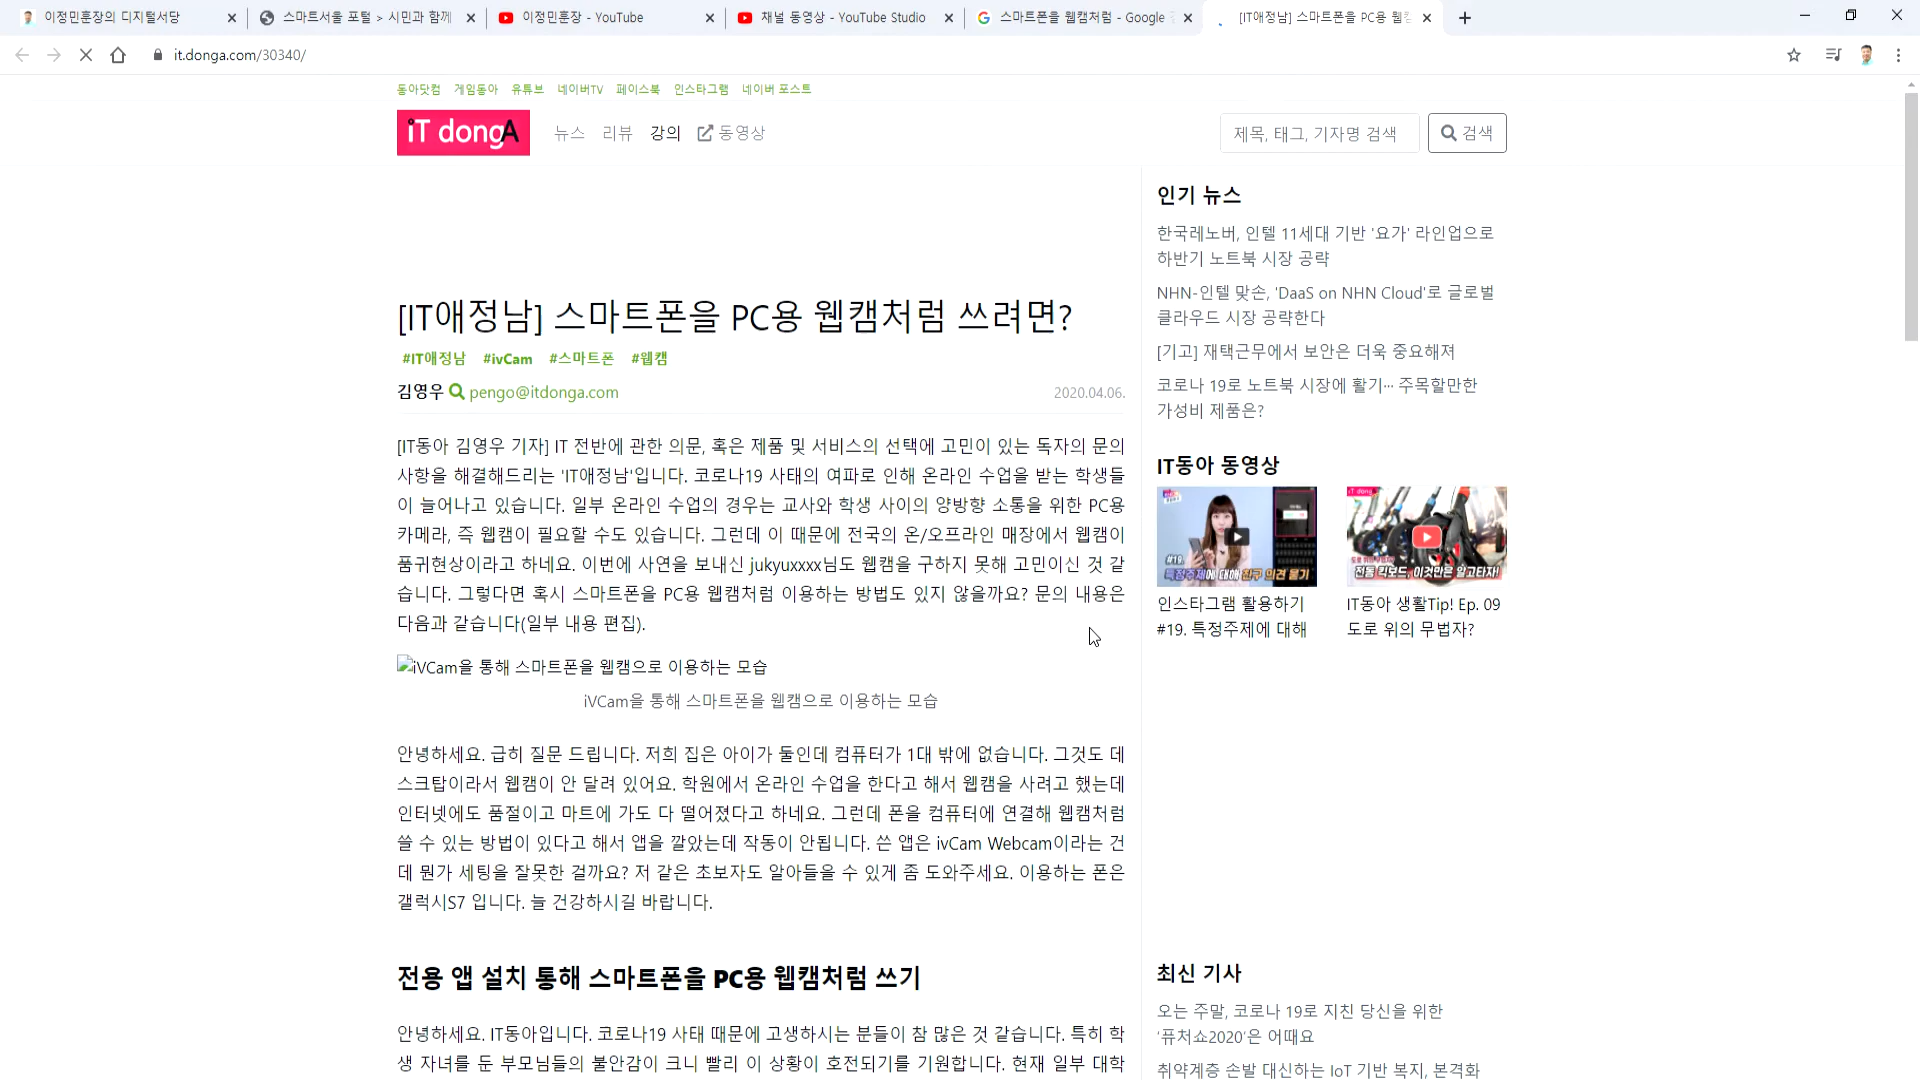 이정민훈장의 디지털서당
스마트서울 포털 > 시민과 함께
이정민훈장 - YouTube
채널 동영상 - YouTube Studio
스마트폰을 웹캠처럼 - Google
[IT애정남] 스마트폰을 PC용 웹캠
it.donga.com/30340/
동아닷컴 게임동아 유튜브 네이버TV 페이스북 인스타그램 네이버 포스트
iT dongA
뉴스 리뷰 강의 동영상
제목, 태그, 기자명 검색
검색
[IT애정남] 스마트폰을 PC용 웹캠처럼 쓰려면?
#IT애정남 #ivCam #스마트폰 #웹캠
김영우 pengo@itdonga.com
2020.04.06.
[IT동아 김영우 기자] IT 전반에 관한 의문, 혹은 제품 및 서비스의 선택에 고민이 있는 독자의 문의
사항을 해결해드리는 'IT애정남'입니다. 코로나19 사태의 여파로 인해 온라인 수업을 받는 학생들
이 늘어나고 있습니다. 일부 온라인 수업의 경우는 교사와 학생 사이의 양방향 소통을 위한 PC용
카메라, 즉 웹캠이 필요할 수도 있습니다. 그런데 이 때문에 전국의 온/오프라인 매장에서 웹캠이
품귀현상이라고 하네요. 이번에 사연을 보내신 jukyuxxxx님도 웹캠을 구하지 못해 고민이신 것 같
습니다. 그렇다면 혹시 스마트폰을 PC용 웹캠처럼 이용하는 방법도 있지 않을까요? 문의 내용은
다음과 같습니다(일부 내용 편집).
iVCam을 통해 스마트폰을 웹캠으로 이용하는 모습
iVCam을 통해 스마트폰을 웹캠으로 이용하는 모습
안녕하세요. 급히 질문 드립니다. 저희 집은 아이가 둘인데 컴퓨터가 1대 밖에 없습니다. 그것도 데
스크탑이라서 웹캠이 안 달려 있어요. 학원에서 온라인 수업을 한다고 해서 웹캠을 사려고 했는데
인터넷에도 품절이고 마트에 가도 다 떨어졌다고 하네요. 그런데 폰을 컴퓨터에 연결해 웹캠처럼
쓸 수 있는 방법이 있다고 해서 앱을 깔았는데 작동이 안됩니다. 쓴 앱은 ivCam Webcam이라는 건
데 뭔가 세팅을 잘못한 걸까요? 저 같은 초보자도 알아들을 수 있게 좀 도와주세요. 이용하는 폰은
갤럭시S7 입니다. 늘 건강하시길 바랍니다.
전용 앱 설치 통해 스마트폰을 PC용 웹캠처럼 쓰기
안녕하세요. IT동아입니다. 코로나19 사태 때문에 고생하시는 분들이 참 많은 것 같습니다. 특히 학
생 자녀를 둔 부모님들의 불안감이 크니 빨리 이 상황이 호전되기를 기원합니다. 현재 일부 대학
인기 뉴스
한국레노버, 인텔 11세대 기반 '요가' 라인업으로
하반기 노트북 시장 공략
NHN-인텔 맞손, 'DaaS on NHN Cloud'로 글로벌
클라우드 시장 공략한다
[기고] 재택근무에서 보안은 더욱 중요해져
코로나 19로 노트북 시장에 활기… 주목할만한
가성비 제품은?
IT동아 동영상
#19.
특정주제에 대해 친구 의견 묻기
iT dong
전동 킥보드, 이것만은 알고타자!
인스타그램 활용하기
#19. 특정주제에 대해
IT동아 생활Tip! Ep. 09
도로 위의 무법자?
최신 기사
오는 주말, 코로나 19로 지친 당신을 위한
'퓨처쇼2020'은 어때요
취약계층 손발 대신하는 IoT 기반 복지, 본격화